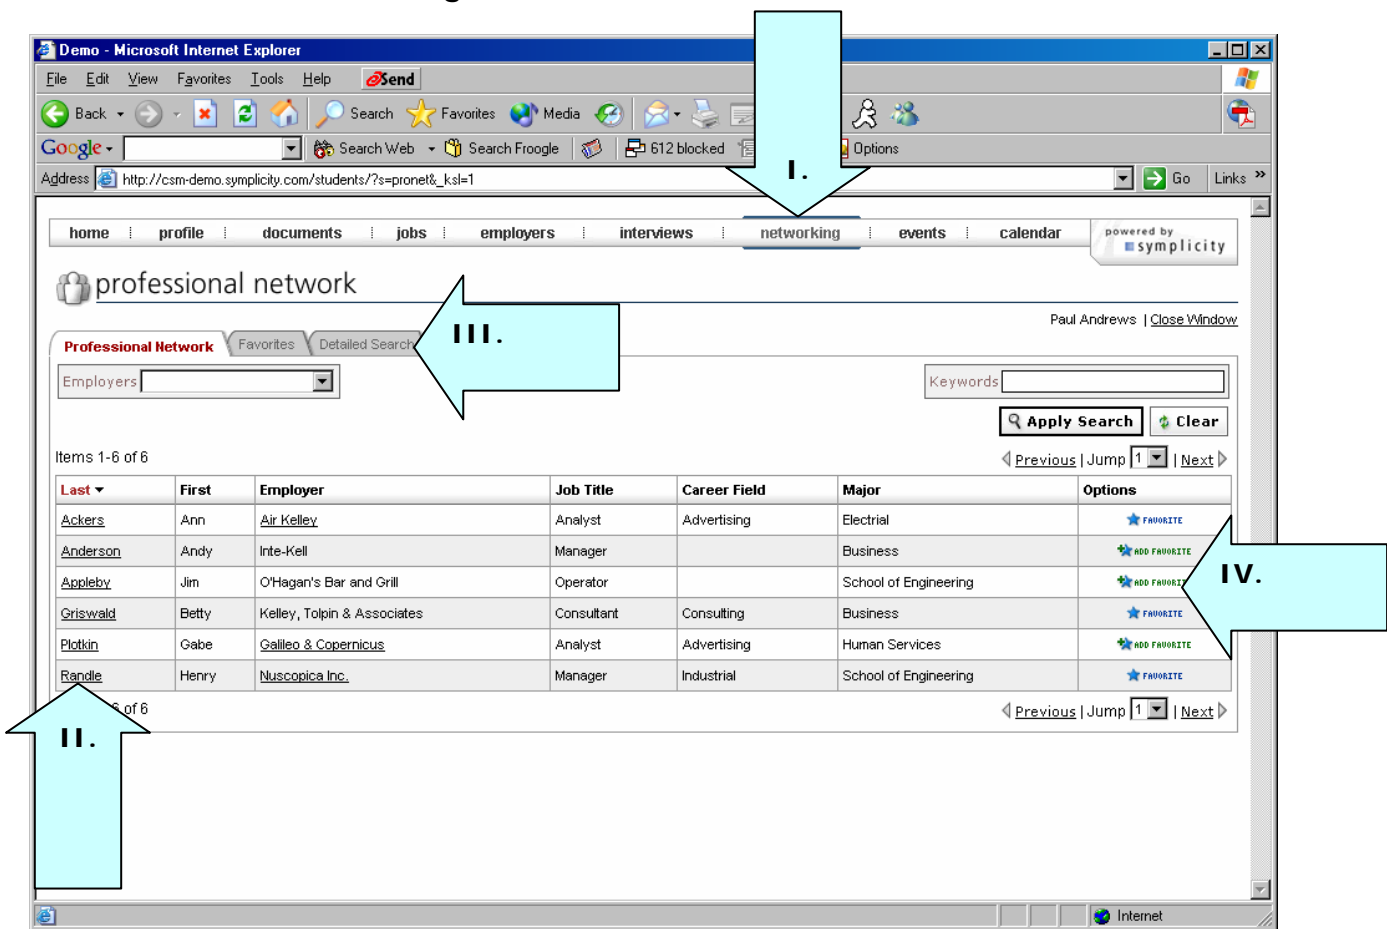 Demo - Microsoft Internet Explorer
File Edit View Favorites Tools Help Send
Back Search Favorites Media
Google Search Web Search Froogle 612 blocked Options
I.
Address http://csm-demo.symplicity.com/students/?s=pronet&_ksl=1 Go Links »
home profile documents jobs employers interviews networking events calendar powered by
symplicity
professional network
III.
Paul Andrews | Close Window
Professional Network Favorites Detailed Search
Employers Keywords
Apply Search Clear
Items 1-6 of 6 Previous | Jump 1 | Next
Last First Employer Job Title Career Field Major Options
Ackers Ann Air Kelley Analyst Advertising Electrial FAVORITE
Anderson Andy Inte-Kell Manager Business ADD FAVORITE
IV.
Appleby Jim O'Hagan's Bar and Grill Operator School of Engineering ADD
Griswald Betty Kelley, Tolpin & Associates Consultant Consulting Business FAVORITE
Plotkin Gabe Galileo & Copernicus Analyst Advertising Human Services ADD FAVORITE
Randle Henry Nuscopica Inc. Manager Industrial School of Engineering FAVORITE
of 6 Previous | Jump 1 | Next
II.
Internet